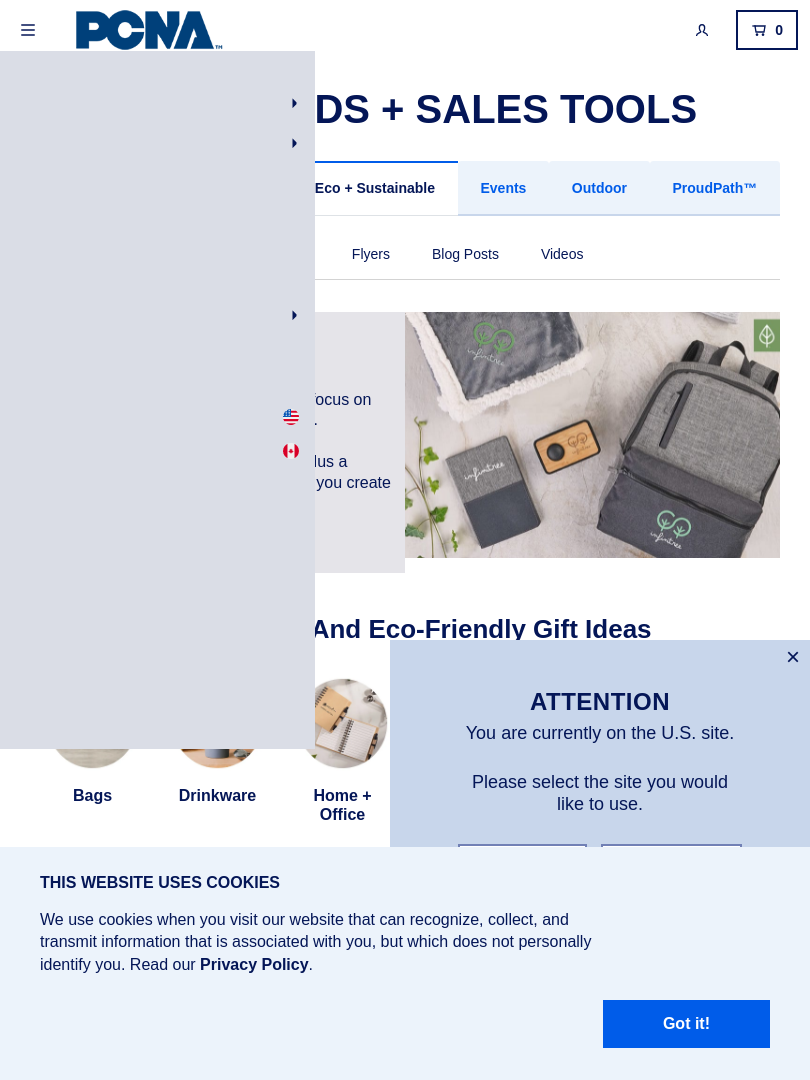 PCNA™
0
DS + SALES TOOLS
Eco + Sustainable
Events
Outdoor
ProudPath™
Flyers
Blog Posts
Videos
focus on
.
lus a
you create
infinitree
infinitree
infinitree
And Eco-Friendly Gift Ideas
ATTENTION
You are currently on the U.S. site.
Please select the site you would
like to use.
Bags
Drinkware
Home +
Office
THIS WEBSITE USES COOKIES
We use cookies when you visit our website that can recognize, collect, and
transmit information that is associated with you, but which does not personally
identify you. Read our Privacy Policy.
Got it!